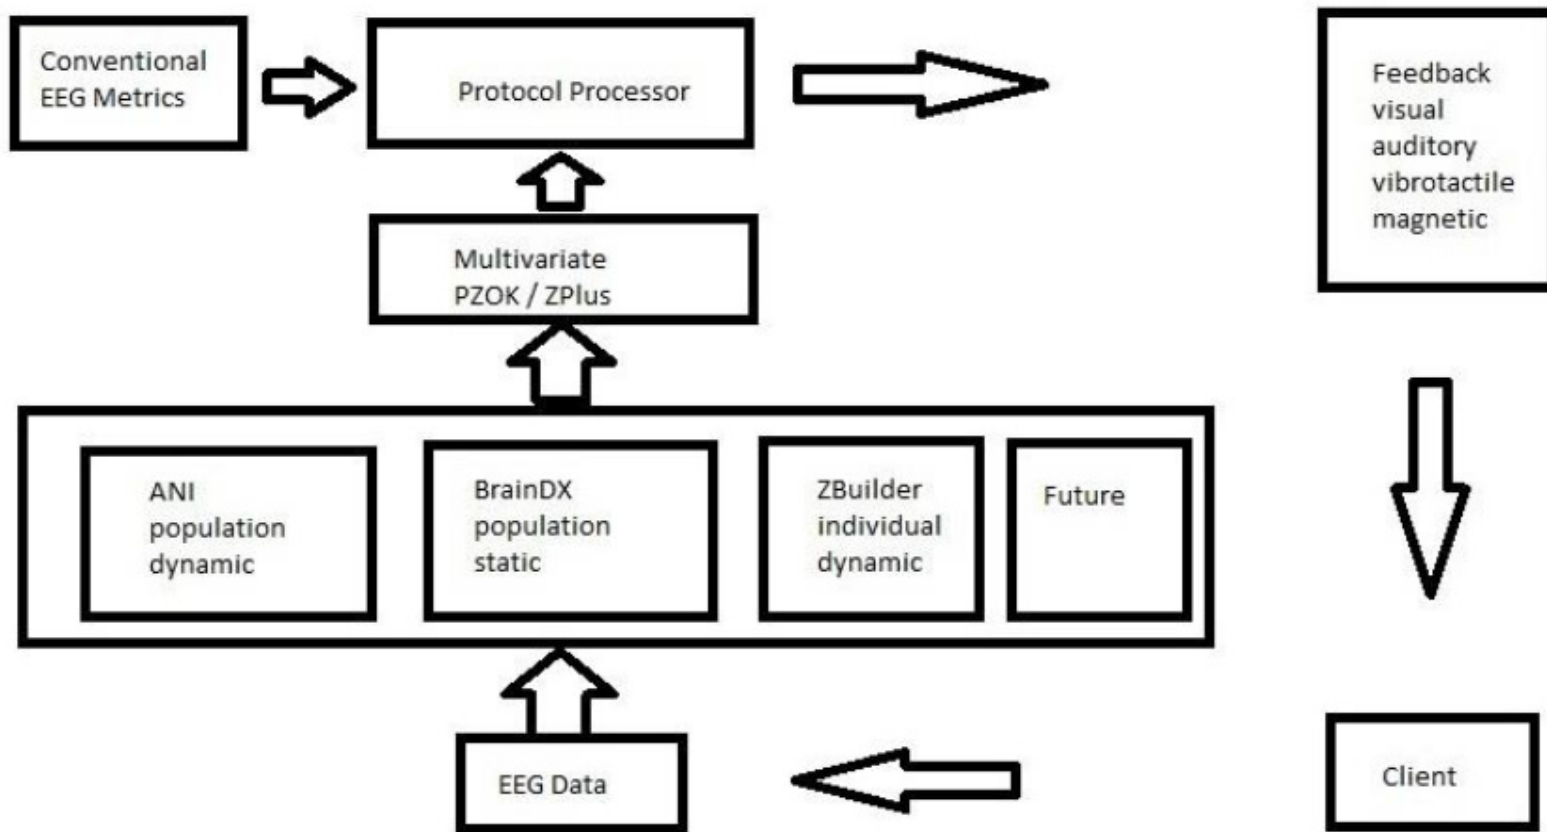 Conventional
EEG Metrics
Protocol Processor
Feedback
visual
auditory
vibrotactile
magnetic
Multivariate
PZOK / ZPlus
ANI
population
dynamic
BrainDX
population
static
ZBuilder
individual
dynamic
Future
EEG Data
Client